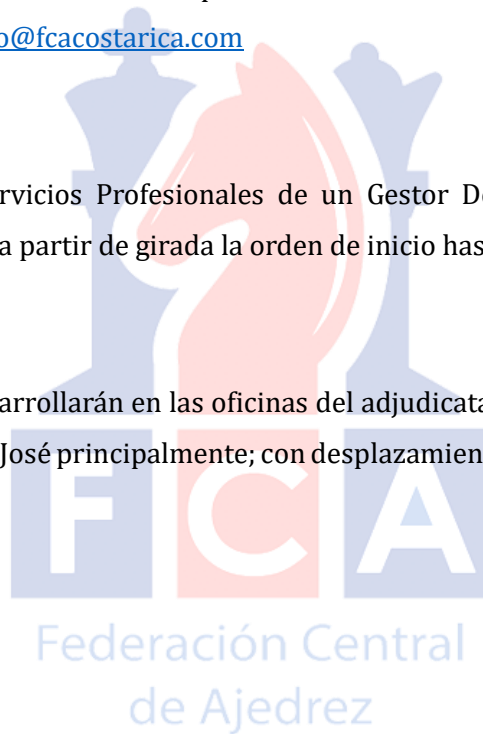 o@fcacostarica.com
rvicios Profesionales de un Gestor De
a partir de girada la orden de inicio has
arrollarán en las oficinas del adjudicata
José principalmente; con desplazamien
FCA
Federación Central
de Ajedrez